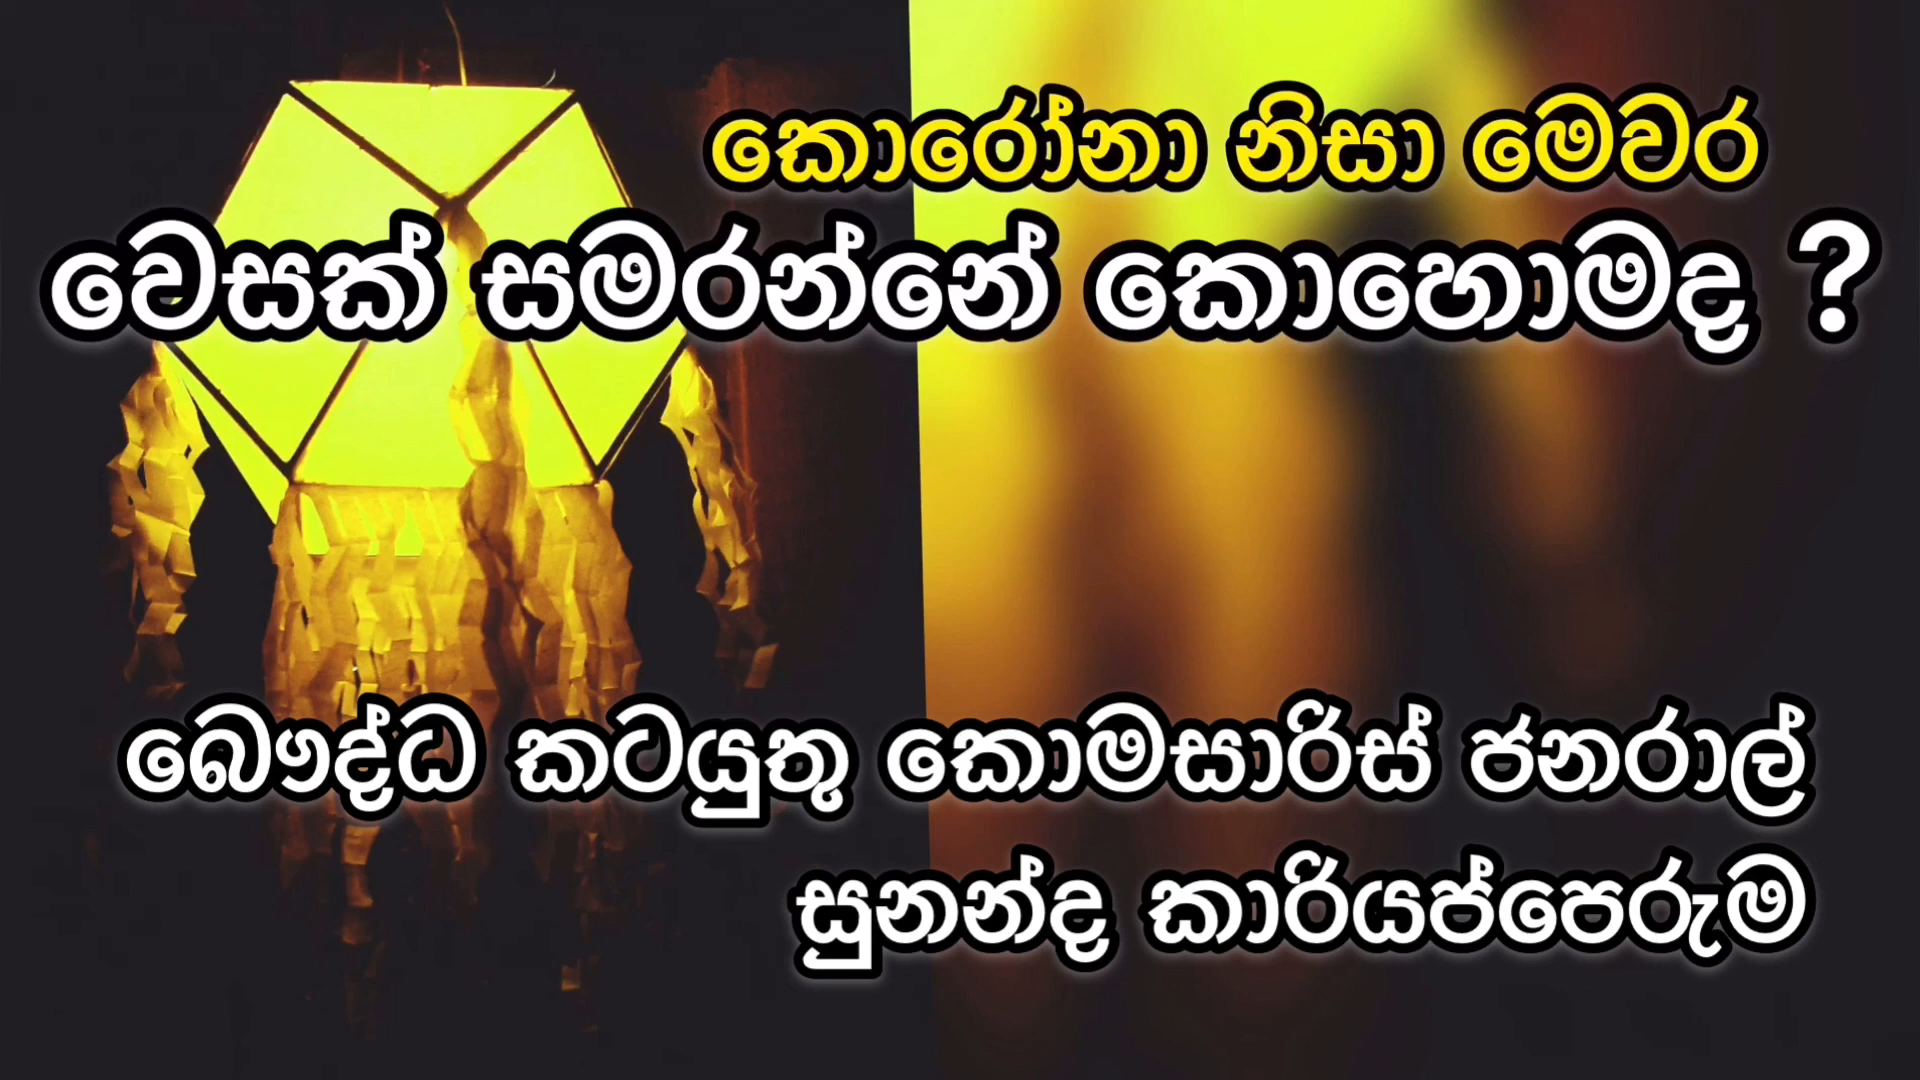 කොරෝනා නිසා මෙවර
වෙසක් සමරන්නේ කොහොමද ?
බෞද්ධ කටයුතු කොමසාරිස් ජනරාල්
සුනන්ද කාරියප්පෙරුම